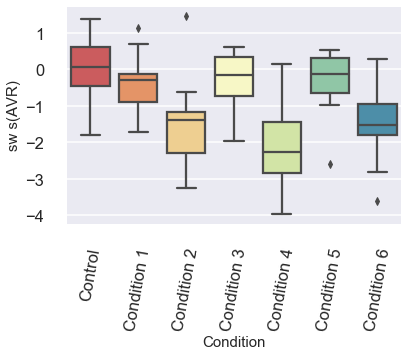 sw s(AVR)
1
0
−1
−2
−3
−4
Control
Condition 1
Condition 2
Condition 3
Condition 4
Condition 5
Condition 6
Condition